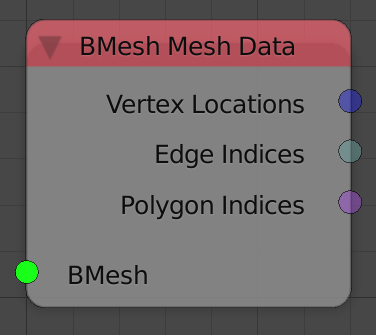 BMesh Mesh Data
Vertex Locations
Edge Indices
Polygon Indices
BMesh